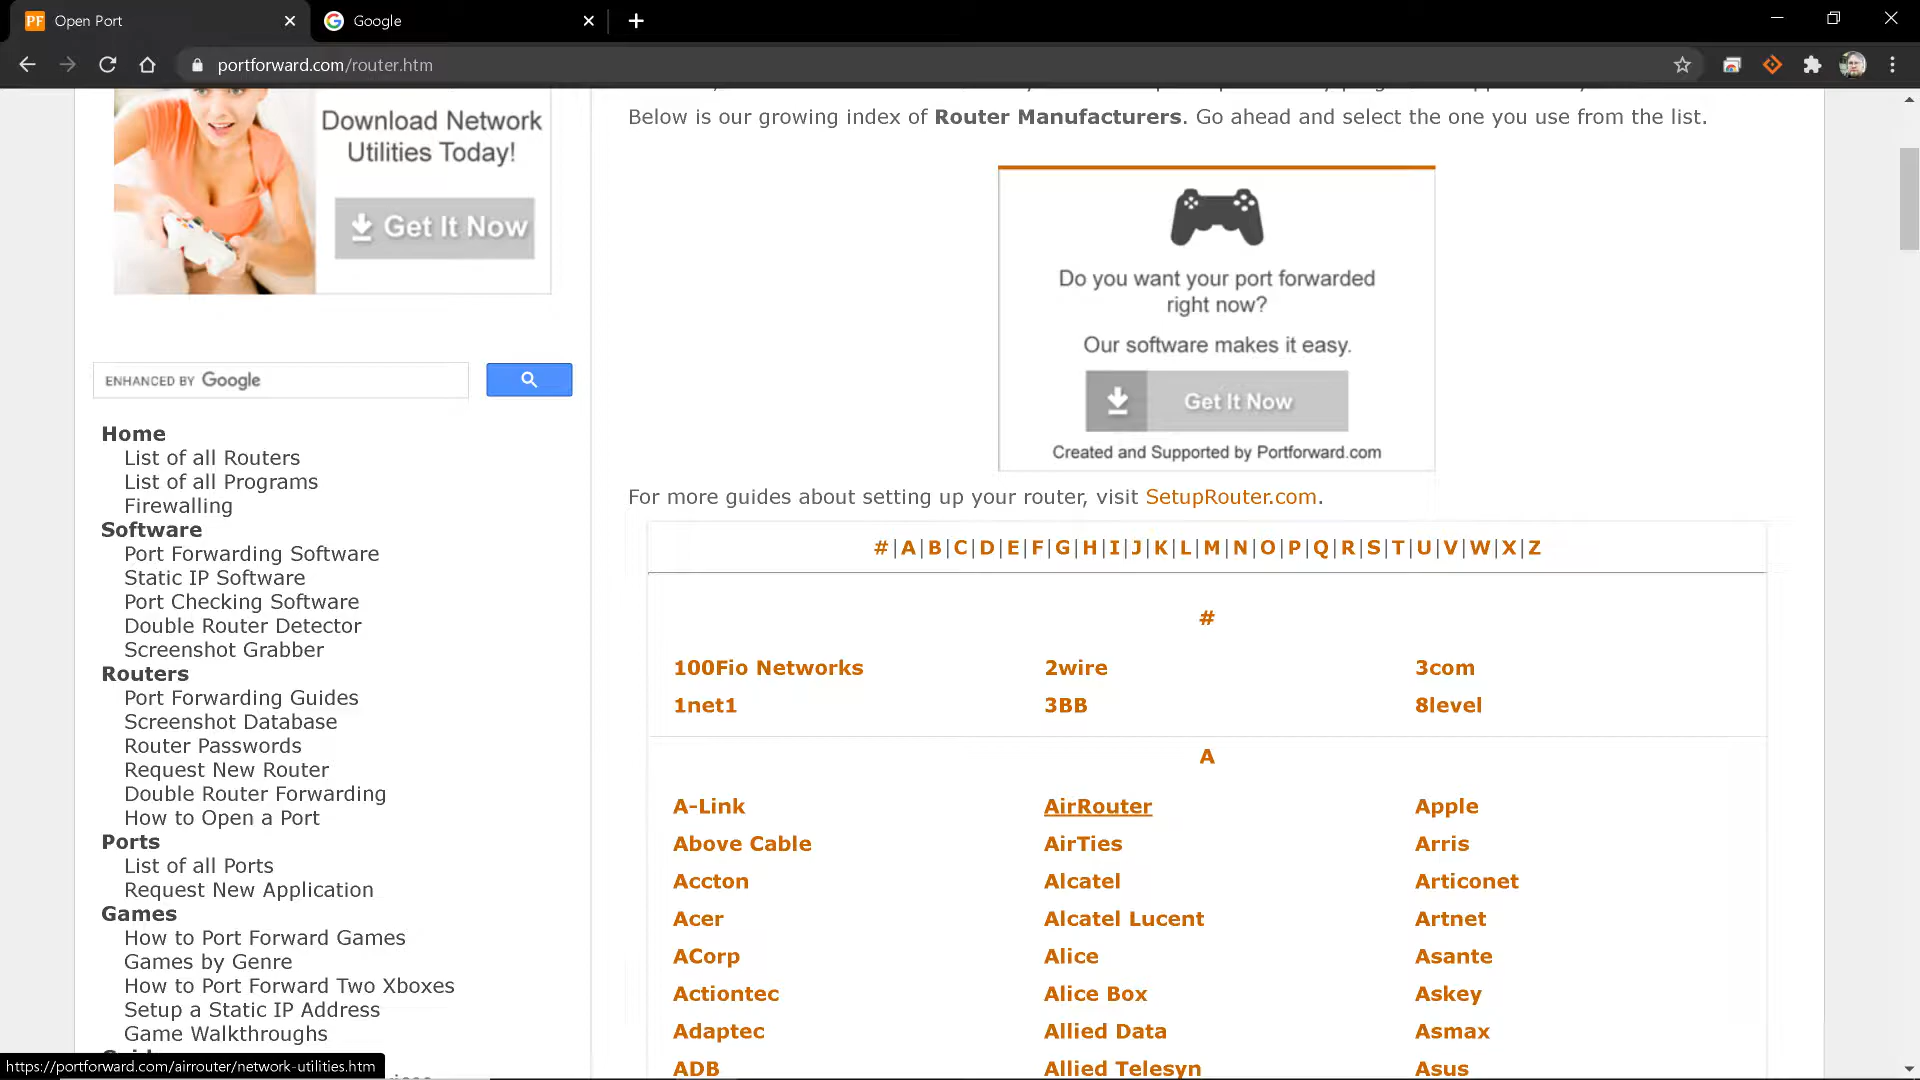 PF Open Port
Google
portforward.com/router.htm
Below is our growing index of Router Manufacturers. Go ahead and select the one you use from the list.
Download Network
Utilities Today!
Get It Now
Do you want your port forwarded
right now?
Our software makes it easy.
Get It Now
Created and Supported by Portforward.com
ENHANCED BY Google
Home
List of all Routers
List of all Programs
Firewalling
Software
Port Forwarding Software
Static IP Software
Port Checking Software
Double Router Detector
Screenshot Grabber
Routers
Port Forwarding Guides
Screenshot Database
Router Passwords
Request New Router
Double Router Forwarding
How to Open a Port
Ports
List of all Ports
Request New Application
Games
How to Port Forward Games
Games by Genre
How to Port Forward Two Xboxes
Setup a Static IP Address
Game Walkthroughs
For more guides about setting up your router, visit SetupRouter.com.
#|A|B|C|D|E|F|G|H|I|J|K|L|M|N|O|P|Q|R|S|T|U|V|W|X|Z
#
100Fio Networks 2wire 3com
1net1 3BB 8level
A
A-Link AirRouter Apple
Above Cable AirTies Arris
Accton Alcatel Articonet
Acer Alcatel Lucent Artnet
ACorp Alice Asante
Actiontec Alice Box Askey
Adaptec Allied Data Asmax
ADB Allied Telesyn Asus
https://portforward.com/airrouter/network-utilities.htm